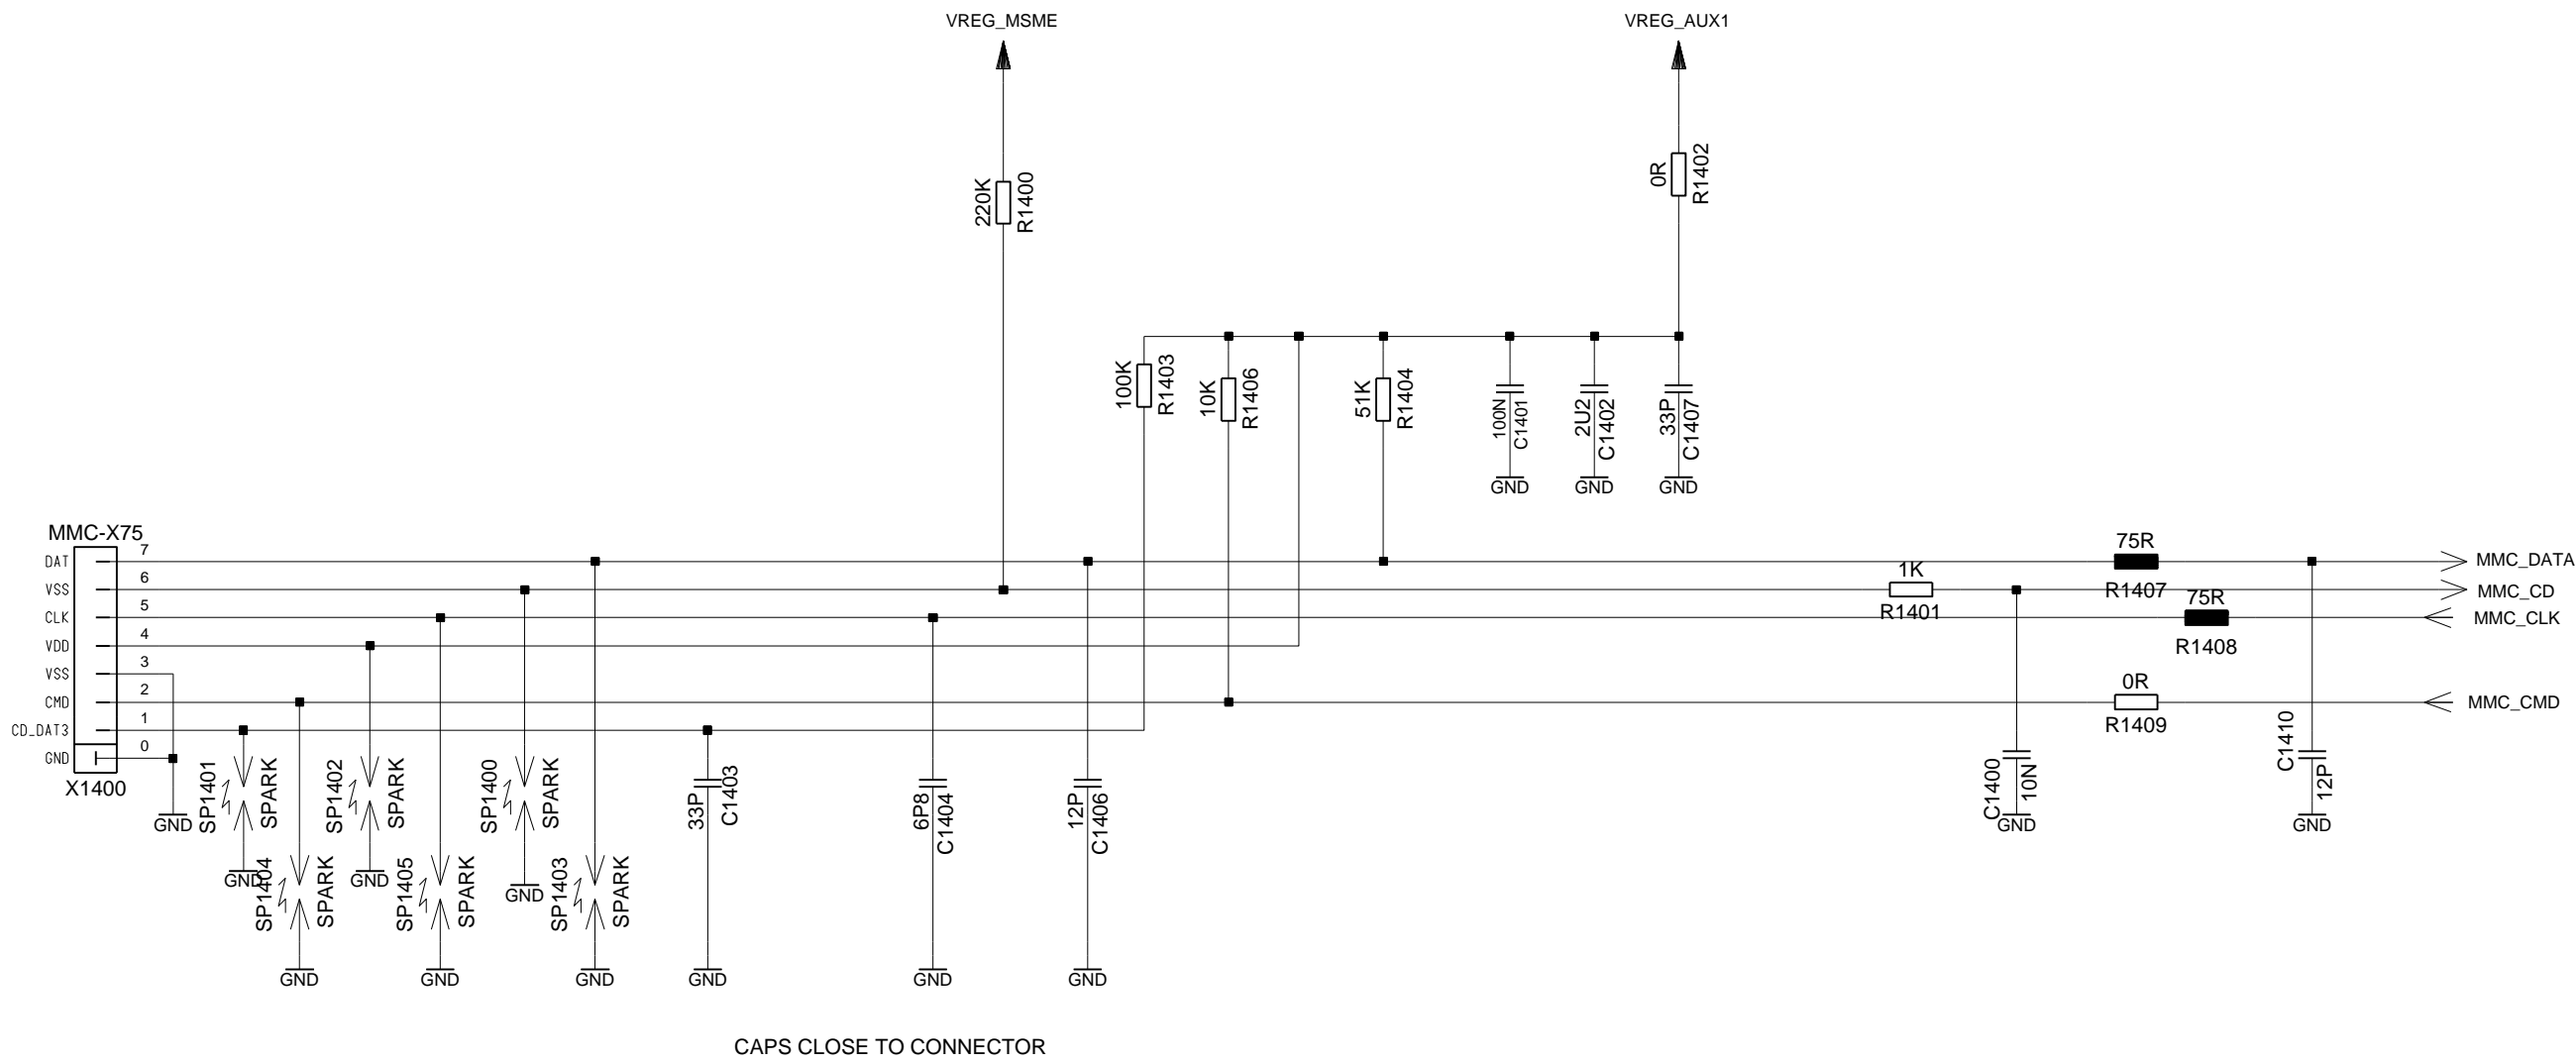 VREG_MSME
VREG_AUX1
220K
R1400
0R
R1402
100K
R1403
10K
R1406
51K
R1404
100N
C1401
2U2
C1402
33P
C1407
GND
GND
GND
MMC-X75
DAT
7
VSS
6
CLK
5
VDD
4
VSS
3
CMD
2
CD_DAT3
1
GND
0
X1400
75R
R1407
MMC_DATA
1K
R1401
MMC_CD
75R
R1408
MMC_CLK
0R
R1409
MMC_CMD
GND
SP1401
SPARK
GND
SP1404
SPARK
GND
SP1402
SPARK
GND
SP1405
SPARK
GND
SP1400
SPARK
GND
SP1403
SPARK
GND
33P
C1403
GND
6P8
C1404
GND
12P
C1406
GND
C1400
10N
GND
C1410
12P
GND
CAPS CLOSE TO CONNECTOR